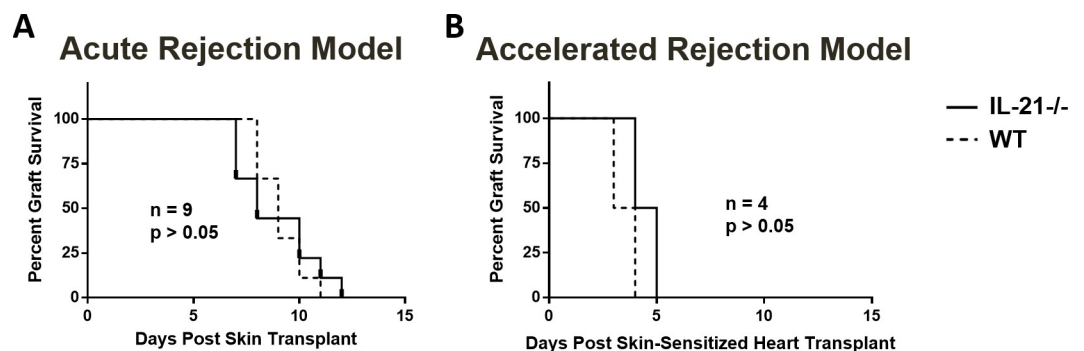 A
Acute Rejection Model
Percent Graft Survival
100
75
50
25
0
n = 9
p > 0.05
0 5 10 15
Days Post Skin Transplant
B
Accelerated Rejection Model
Percent Graft Survival
100
75
50
25
0
n = 4
p > 0.05
0 5 10 15
Days Post Skin-Sensitized Heart Transplant
IL-21-/-
WT